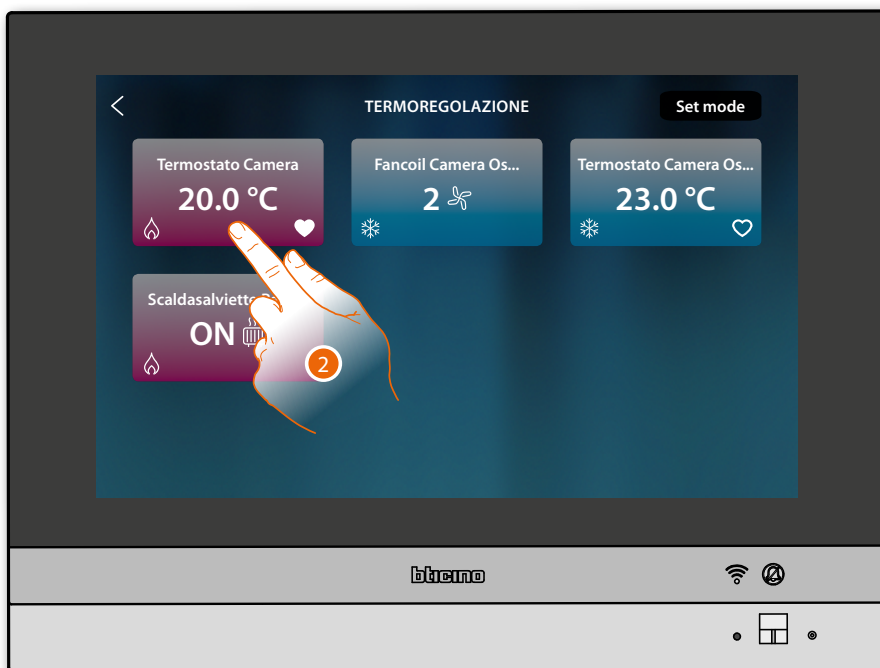 TERMOREGOLAZIONE
Set mode
Termostato Camera
20.0 °C
Fancoil Camera Os...
2
Termostato Camera Os...
23.0 °C
Scaldasalviette
ON
2
bticino